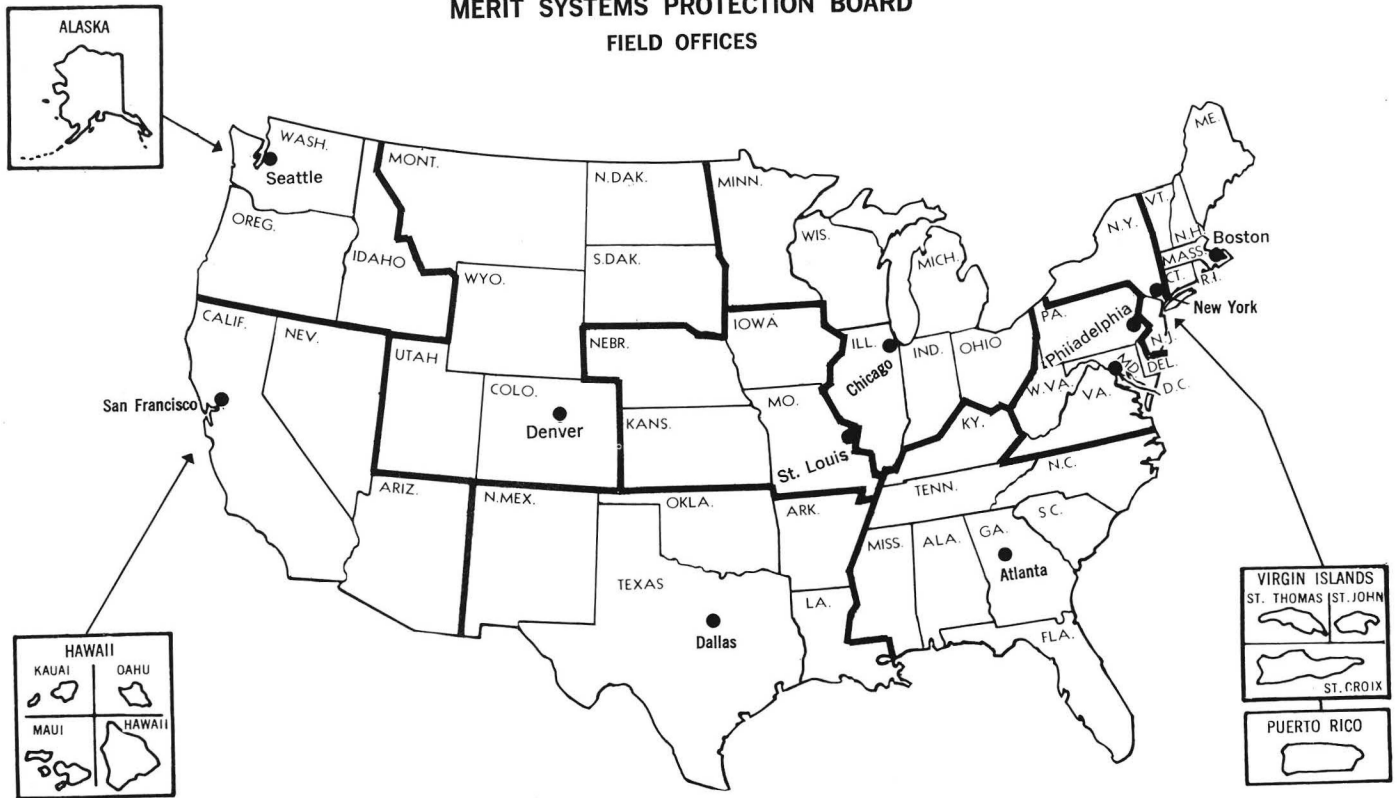 MERIT SYSTEMS PROTECTION BOARD
FIELD OFFICES
ALASKA
WASH.
Seattle
OREG.
IDAHO
MONT.
N.DAK.
S.DAK.
WYO.
MINN.
WIS.
MICH.
N.Y.
VT.
N.H.
ME.
MASS.
Boston
CT.
R.I.
New York
CALIF.
NEV.
UTAH
COLO.
Denver
NEBR.
KANS.
IOWA
MO.
St. Louis
ILL.
Chicago
IND.
OHIO
PA.
Philadelphia
N.J.
DEL.
MD.
D.C.
W.VA.
VA.
KY.
San Francisco
ARIZ.
N.MEX.
OKLA.
TEXAS
Dallas
ARK.
LA.
TENN.
N.C.
S.C.
MISS.
ALA.
GA.
Atlanta
FLA.
HAWAII
KAUAI
OAHU
MAUI
HAWAII
VIRGIN ISLANDS
ST. THOMAS
ST. JOHN
ST. CROIX
PUERTO RICO